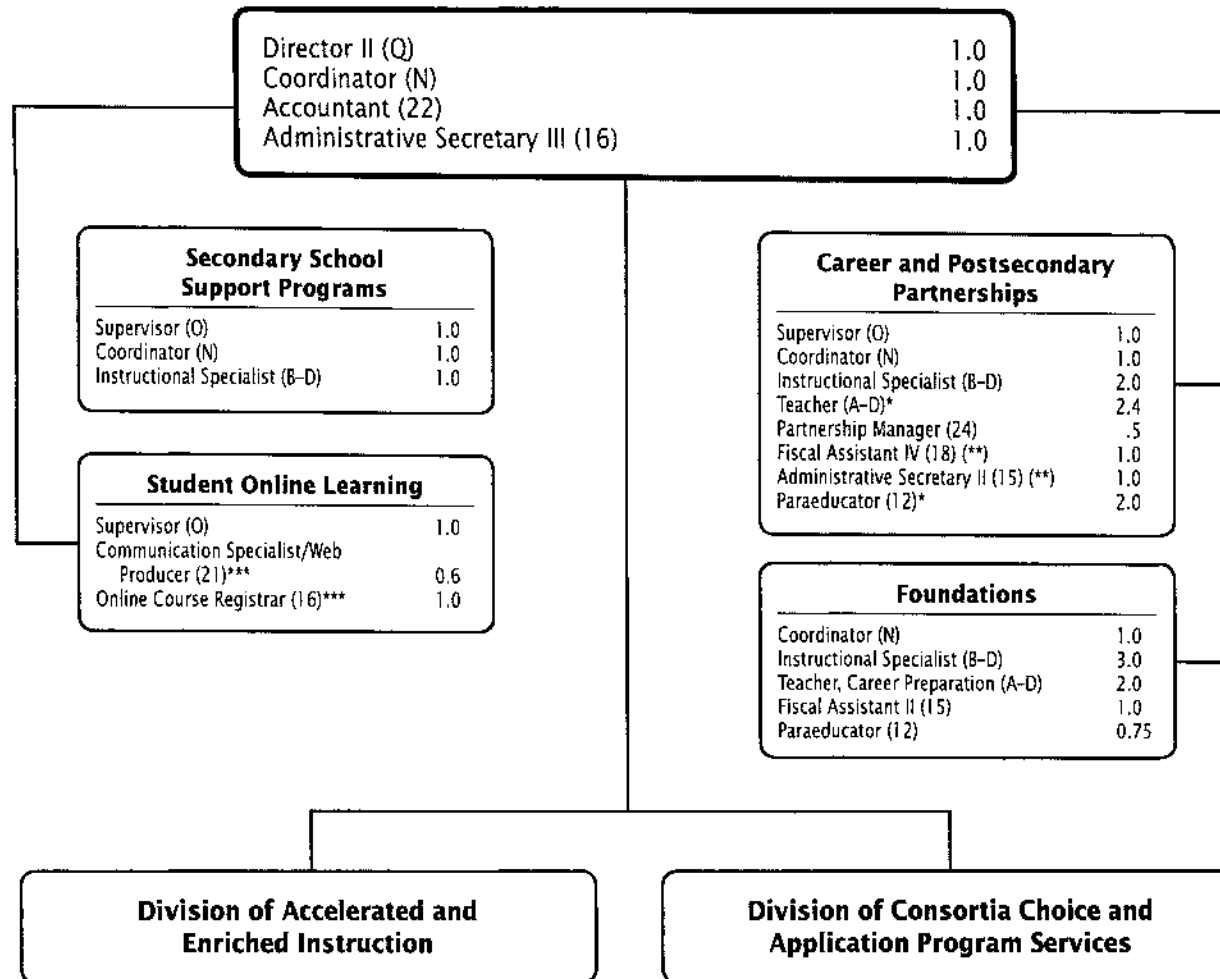 Director II (Q) 1.0
Coordinator (N) 1.0
Accountant (22) 1.0
Administrative Secretary III (16) 1.0
Secondary School
Support Programs
Supervisor (O) 1.0
Coordinator (N) 1.0
Instructional Specialist (B–D) 1.0
Student Online Learning
Supervisor (O) 1.0
Communication Specialist/Web
Producer (21)*** 0.6
Online Course Registrar (16)*** 1.0
Career and Postsecondary
Partnerships
Supervisor (O) 1.0
Coordinator (N) 1.0
Instructional Specialist (B–D) 2.0
Teacher (A–D)* 2.4
Partnership Manager (24) .5
Fiscal Assistant IV (18) (**) 1.0
Administrative Secretary II (15) (**) 1.0
Paraeducator (12)* 2.0
Foundations
Coordinator (N) 1.0
Instructional Specialist (B–D) 3.0
Teacher, Career Preparation (A–D) 2.0
Fiscal Assistant II (15) 1.0
Paraeducator (12) 0.75
Division of Accelerated and
Enriched Instruction
Division of Consortia Choice and
Application Program Services